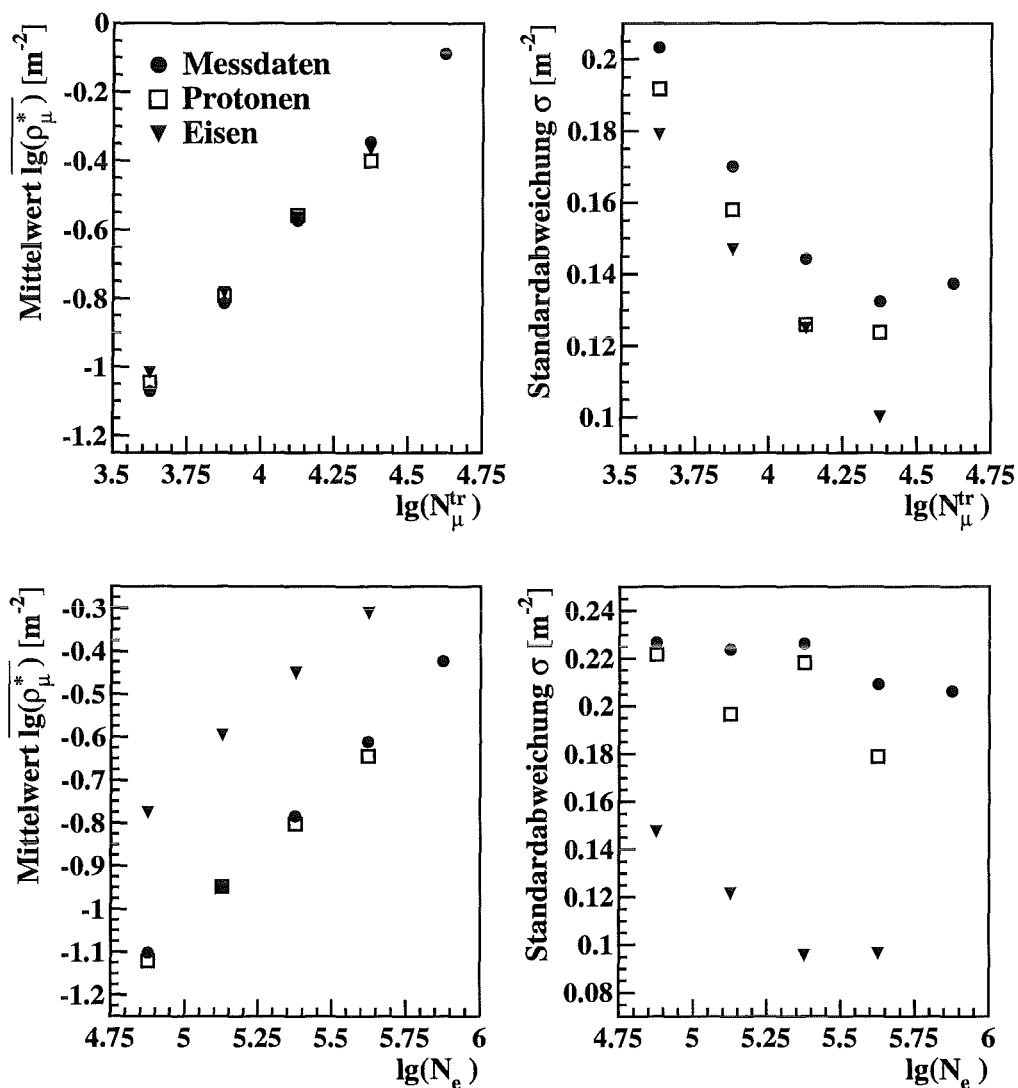 Mittelwert lg(ρ*μ) [m-2]
0
-0.2
-0.4
-0.6
-0.8
-1
-1.2
Messdaten
Protonen
Eisen
3.5 3.75 4 4.25 4.5 4.75
lg(Nμtr)
Standardabweichung σ [m-2]
0.2
0.18
0.16
0.14
0.12
0.1
3.5 3.75 4 4.25 4.5 4.75
lg(Nμtr)
Mittelwert lg(ρ*μ) [m-2]
-0.3
-0.4
-0.5
-0.6
-0.7
-0.8
-0.9
-1
-1.1
-1.2
4.75 5 5.25 5.5 5.75 6
lg(Ne)
Standardabweichung σ [m-2]
0.24
0.22
0.2
0.18
0.16
0.14
0.12
0.1
0.08
4.75 5 5.25 5.5 5.75 6
lg(Ne)